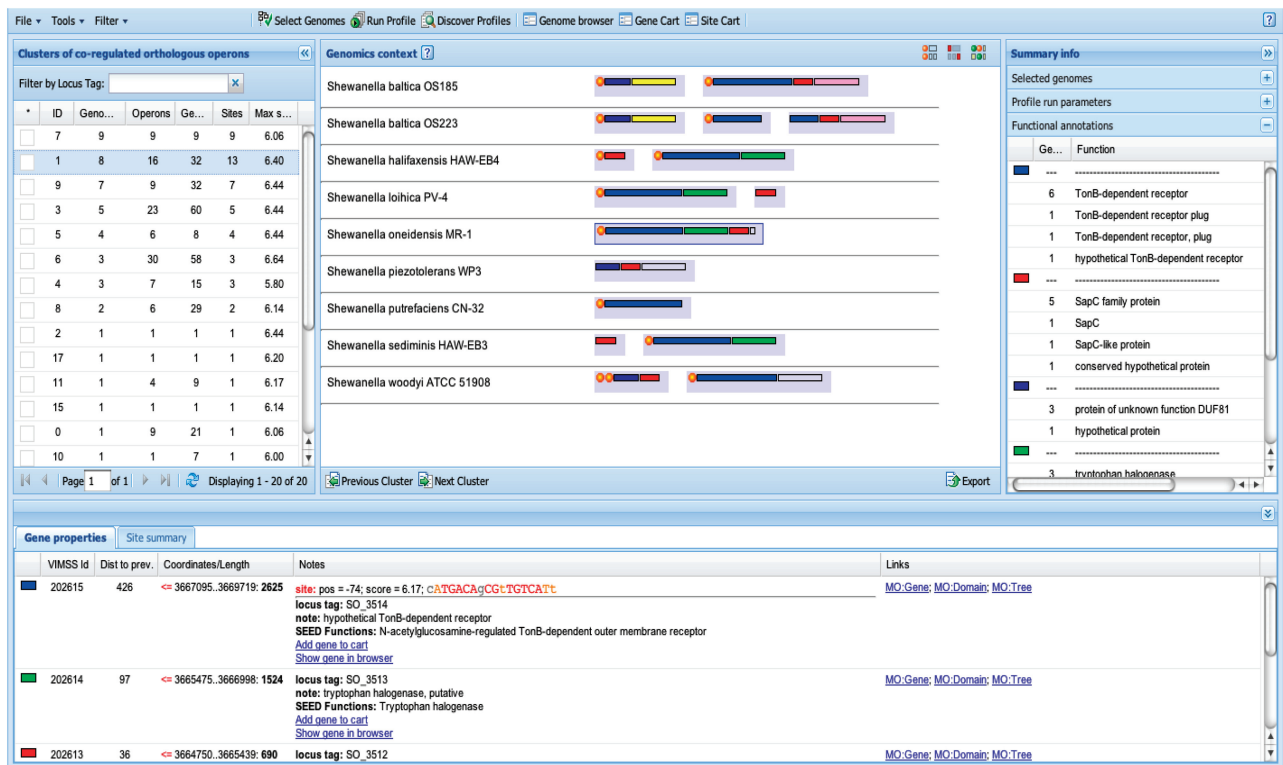 File Tools Filter Select Genomes Run Profile Discover Profiles Genome browser Gene Cart Site Cart ?
Clusters of co-regulated orthologous operons
Filter by Locus Tag: x
* ID Geno... Operons Ge... Sites Max s...
7 9 9 9 9 6.06
1 8 16 32 13 6.40
9 7 9 32 7 6.44
3 5 23 60 5 6.44
5 4 6 8 4 6.44
6 3 30 58 3 6.64
4 3 7 15 3 5.80
8 2 6 29 2 6.14
2 1 1 1 1 6.44
17 1 1 1 1 6.20
11 1 4 9 1 6.17
15 1 1 1 1 6.14
0 1 9 21 1 6.06
10 1 1 7 1 6.00
Page 1 of 1 Displaying 1 - 20 of 20
Genomics context ?
Shewanella baltica OS185
Shewanella baltica OS223
Shewanella halifaxensis HAW-EB4
Shewanella loihica PV-4
Shewanella oneidensis MR-1
Shewanella piezotolerans WP3
Shewanella putrefaciens CN-32
Shewanella sediminis HAW-EB3
Shewanella woodyi ATCC 51908
Previous Cluster Next Cluster Export
Summary info
Selected genomes
Profile run parameters
Functional annotations
Ge... Function
--- ----------------------------------------
6 TonB-dependent receptor
1 TonB-dependent receptor plug
1 TonB-dependent receptor, plug
1 hypothetical TonB-dependent receptor
--- ----------------------------------------
5 SapC family protein
1 SapC
1 SapC-like protein
1 conserved hypothetical protein
--- ----------------------------------------
3 protein of unknown function DUF81
1 hypothetical protein
--- ----------------------------------------
3 tryptophan halogenase
Gene properties Site summary
VIMSS Id Dist to prev. Coordinates/Length Notes Links
202615 426 <= 3667095..3669719: 2625 site: pos = -74; score = 6.17; cATGACAgCGtTGTCATt MO:Gene; MO:Domain; MO:Tree
locus tag: SO_3514
note: hypothetical TonB-dependent receptor
SEED Functions: N-acetylglucosamine-regulated TonB-dependent outer membrane receptor
Add gene to cart
Show gene in browser
202614 97 <= 3665475..3666998: 1524 locus tag: SO_3513 MO:Gene; MO:Domain; MO:Tree
note: tryptophan halogenase, putative
SEED Functions: Tryptophan halogenase
Add gene to cart
Show gene in browser
202613 36 <= 3664750..3665439: 690 locus tag: SO_3512 MO:Gene; MO:Domain; MO:Tree